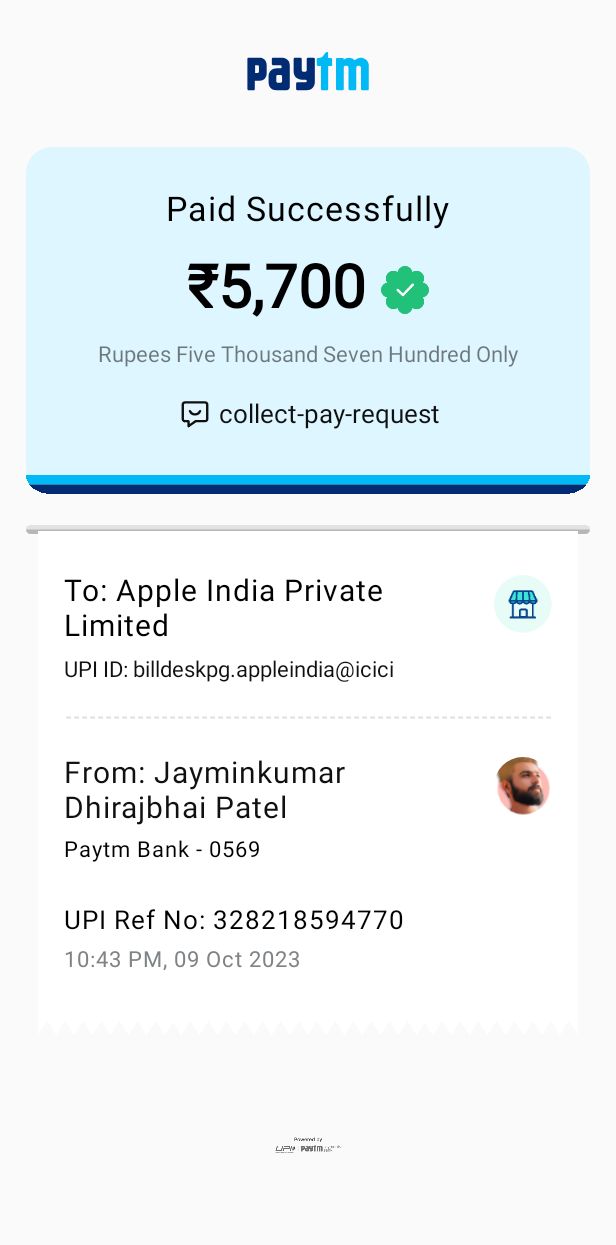 paytm
Paid Successfully
₹5,700
Rupees Five Thousand Seven Hundred Only
collect-pay-request
To: Apple India Private
Limited
UPI ID: billdeskpg.appleindia@icici
From: Jayminkumar
Dhirajbhai Patel
Paytm Bank - 0569
UPI Ref No: 328218594770
10:43 PM, 09 Oct 2023
Powered by
UPI paytm